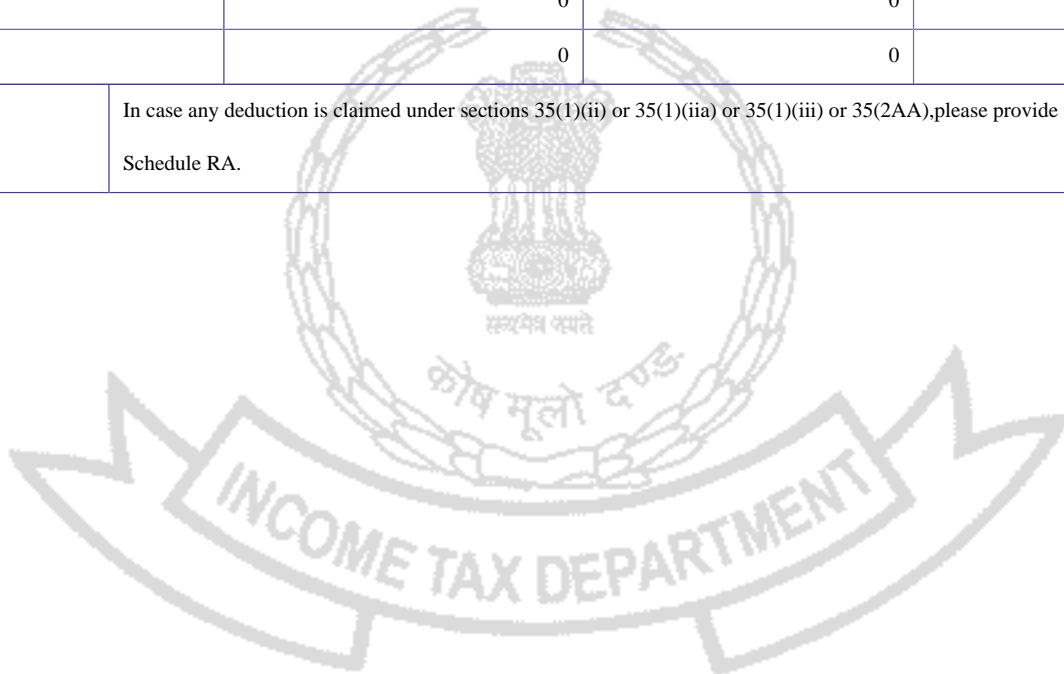 0 0
0 0
In case any deduction is claimed under sections 35(1)(ii) or 35(1)(iia) or 35(1)(iii) or 35(2AA),please provide
Schedule RA.
सत्यमेव जयते
कोष मूलो दण्डः
INCOME TAX DEPARTMENT